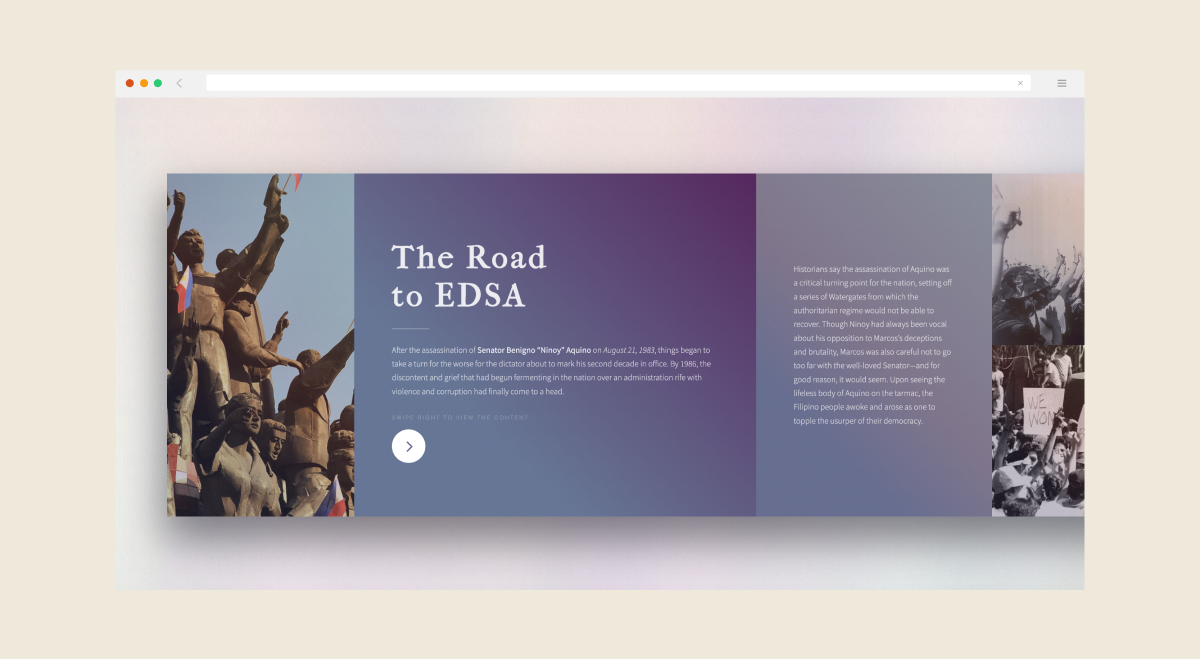 The Road
to EDSA
After the assassination of Senator Benigno "Ninoy" Aquino on August 21, 1983, things began to
take a turn for the worse for the dictator about to mark his second decade in office. By 1986, the
discontent and grief that had begun fermenting in the nation over an administration rife with
violence and corruption had finally come to a head.
SWIPE RIGHT TO VIEW THE CONTENT
Historians say the assassination of Aquino was
a critical turning point for the nation, setting off
a series of Watergates from which the
authoritarian regime would not be able to
recover. Though Ninoy had always been vocal
about his opposition to Marcos's deceptions
and brutality, Marcos was also careful not to go
too far with the well-loved Senator—and for
good reason, it would seem. Upon seeing the
lifeless body of Aquino on the tarmac, the
Filipino people awoke and arose as one to
topple the usurper of their democracy.
WE
WON